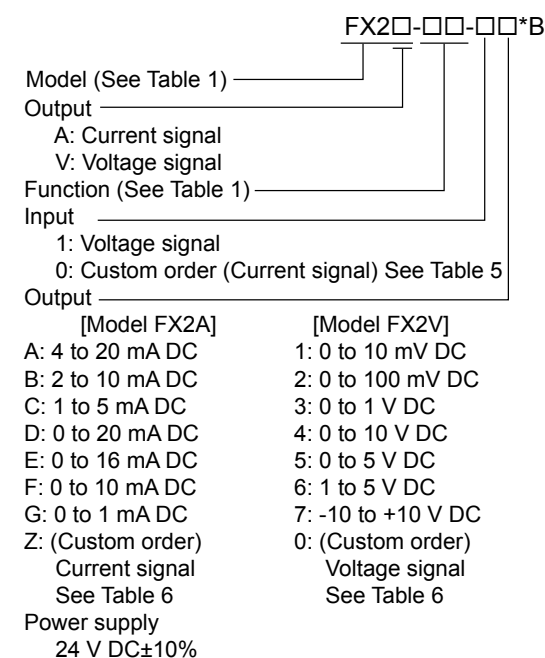 FX2□-□□-□□*B
Model (See Table 1)
Output
A: Current signal
V: Voltage signal
Function (See Table 1)
Input
1: Voltage signal
0: Custom order (Current signal) See Table 5
Output
[Model FX2A] [Model FX2V]
A: 4 to 20 mA DC 1: 0 to 10 mV DC
B: 2 to 10 mA DC 2: 0 to 100 mV DC
C: 1 to 5 mA DC 3: 0 to 1 V DC
D: 0 to 20 mA DC 4: 0 to 10 V DC
E: 0 to 16 mA DC 5: 0 to 5 V DC
F: 0 to 10 mA DC 6: 1 to 5 V DC
G: 0 to 1 mA DC 7: -10 to +10 V DC
Z: (Custom order) 0: (Custom order)
Current signal Voltage signal
See Table 6 See Table 6
Power supply
24 V DC±10%